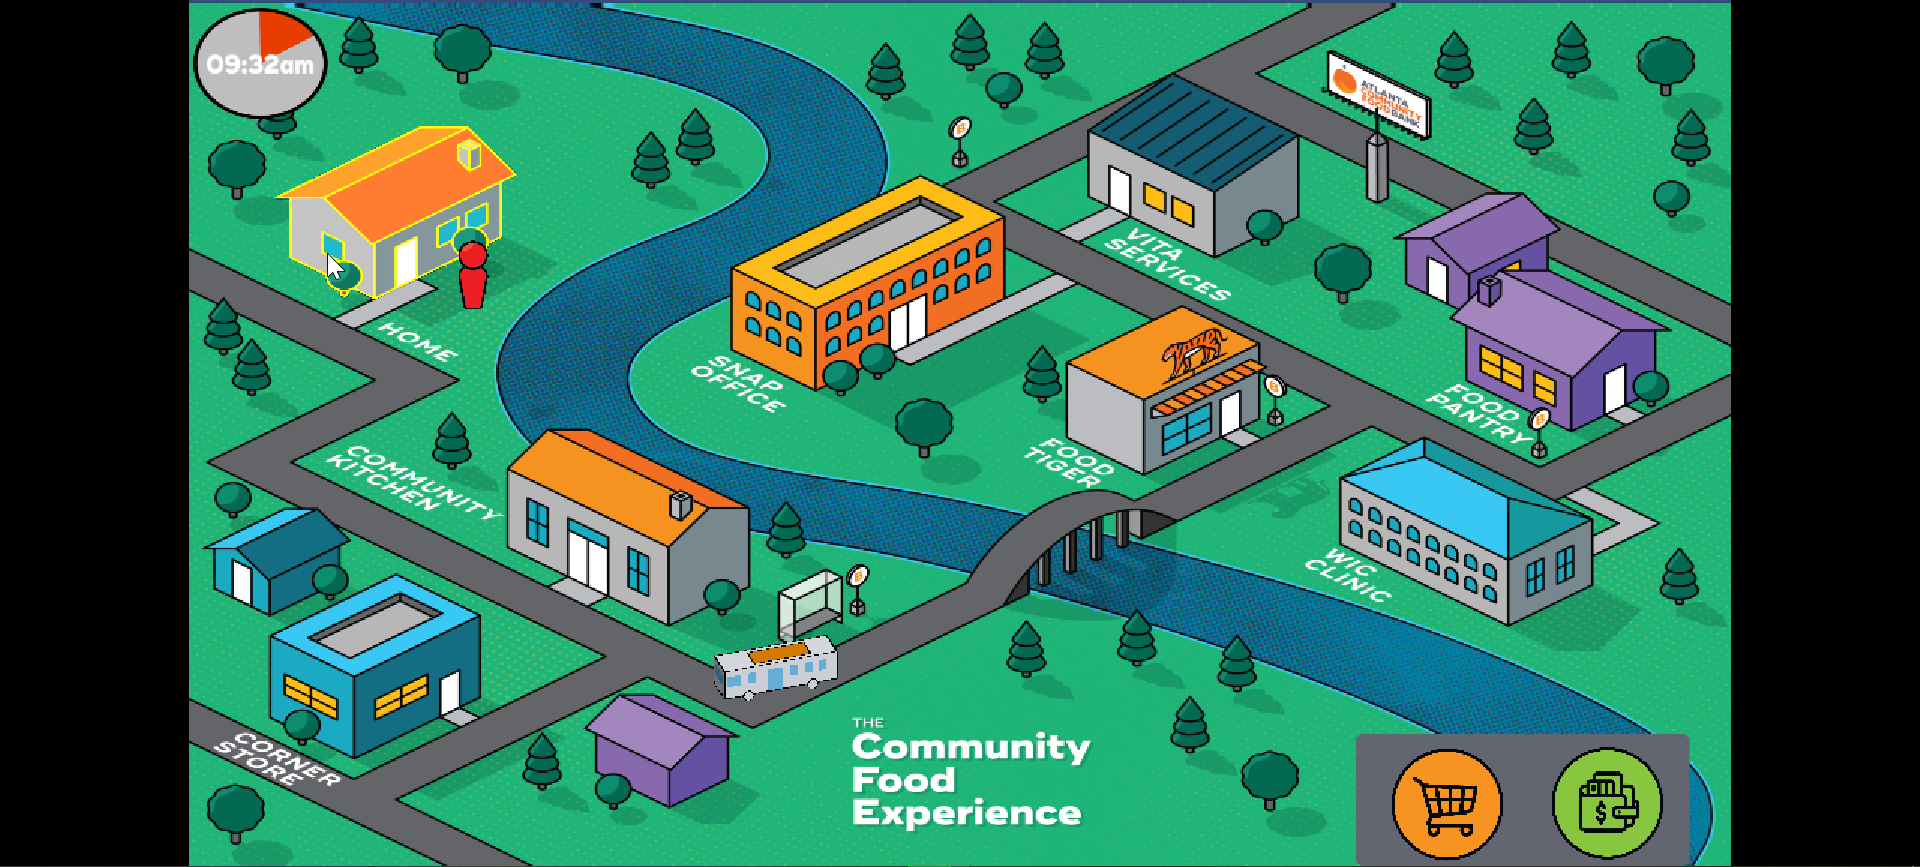 09:32am
ATLANTA
COMMUNITY
FOOD BANK
B
VITA
SERVICES
HOME
SNAP
OFFICE
FOOD
PANTRY
B
B
FOOD
TIGER
COMMUNITY
KITCHEN
WIC
CLINIC
B
CORNER
STORE
THE
Community
Food
Experience
$